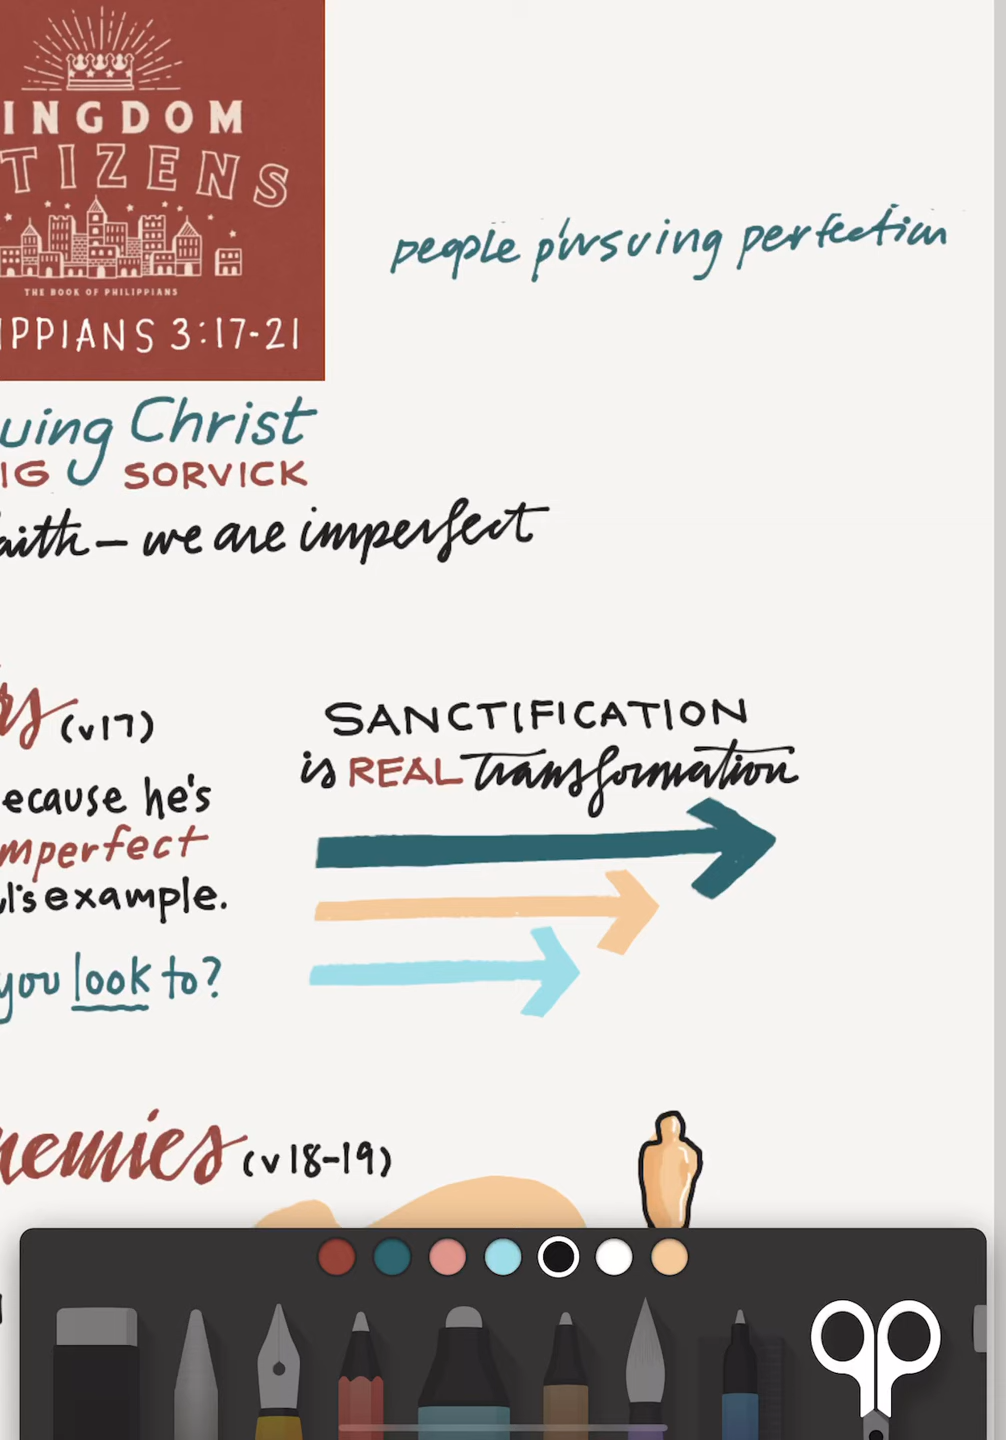 INGDOM
TIZENS
THE BOOK OF PHILIPPIANS
IPPIANS 3:17-21
people pursuing perfection
uing Christ
IG SORVICK
aith – we are imperfect
rs (v17)
ecause he's
mperfect
l's example.
you look to?
SANCTIFICATION
is REAL transformation
nemies (v18-19)